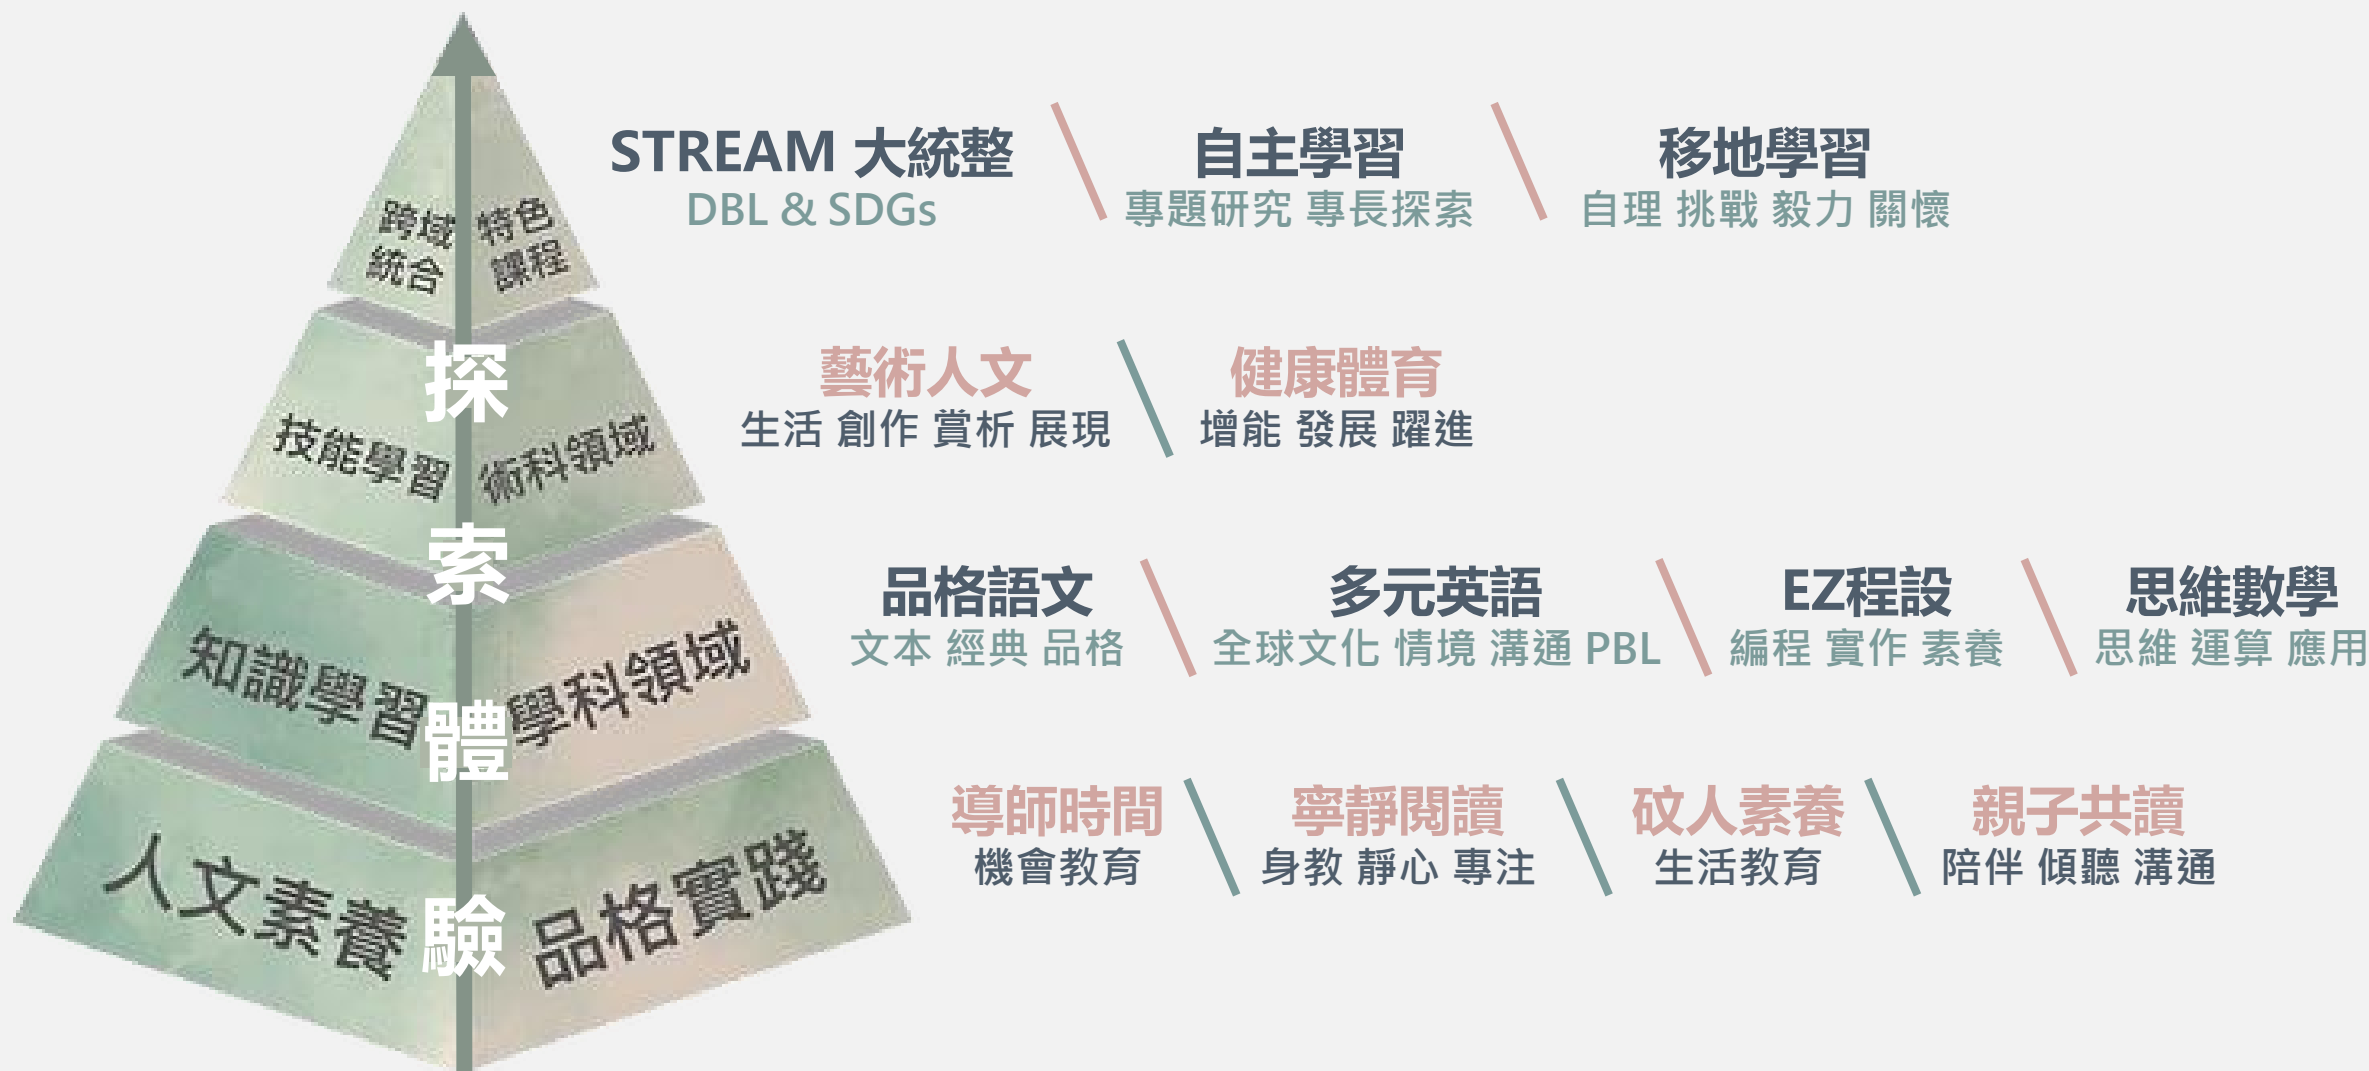 跨域
統合
特色
課程
STREAM 大統整
DBL & SDGs
自主學習
專題研究 專長探索
移地學習
自理 挑戰 毅力 關懷
技能學習
術科領域
藝術人文
生活 創作 賞析 展現
健康體育
增能 發展 躍進
知識學習
學科領域
品格語文
文本 經典 品格
多元英語
全球文化 情境 溝通 PBL
EZ程設
編程 實作 素養
思維數學
思維 運算 應用
人文素養
品格實踐
導師時間
機會教育
寧靜閱讀
身教 靜心 專注
砇人素養
生活教育
親子共讀
陪伴 傾聽 溝通
探
索
體
驗